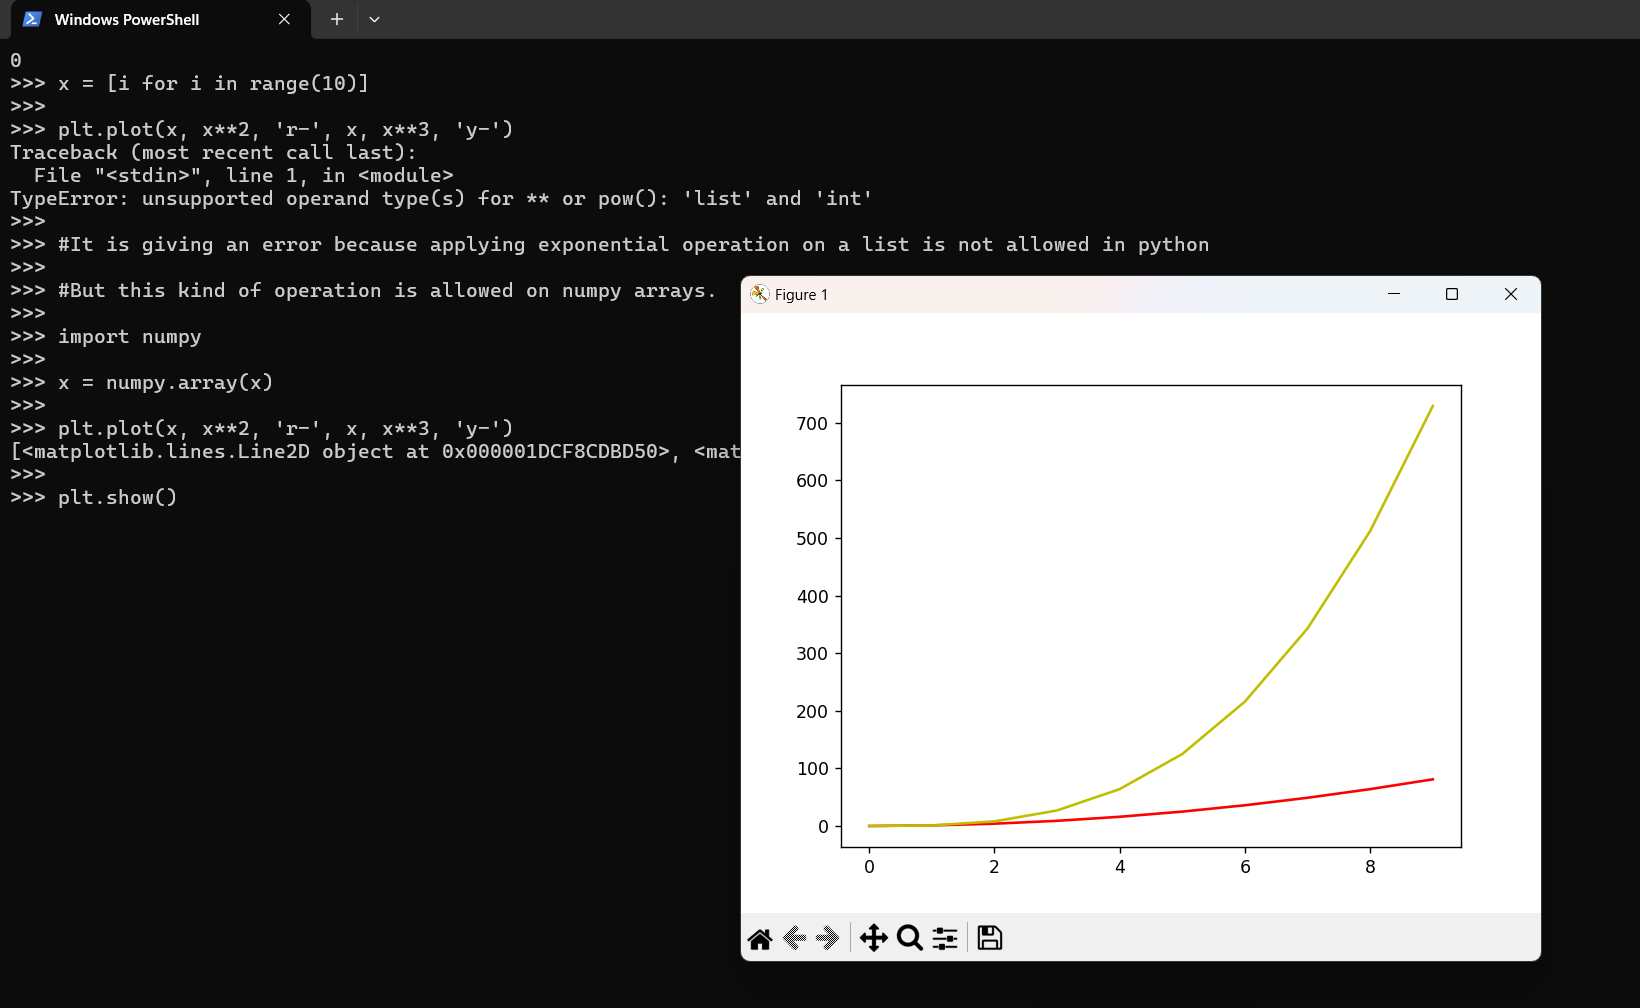 Windows PowerShell
0
>>> x = [i for i in range(10)]
>>>
>>> plt.plot(x, x**2, 'r-', x, x**3, 'y-')
Traceback (most recent call last):
  File "<stdin>", line 1, in <module>
TypeError: unsupported operand type(s) for ** or pow(): 'list' and 'int'
>>>
>>> #It is giving an error because applying exponential operation on a list is not allowed in python
>>>
>>> #But this kind of operation is allowed on numpy arrays.
>>>
>>> import numpy
>>>
>>> x = numpy.array(x)
>>>
>>> plt.plot(x, x**2, 'r-', x, x**3, 'y-')
[<matplotlib.lines.Line2D object at 0x000001DCF8CDBD50>, <mat
>>>
>>> plt.show()
Figure 1
700
600
500
400
300
200
100
0
0 2 4 6 8